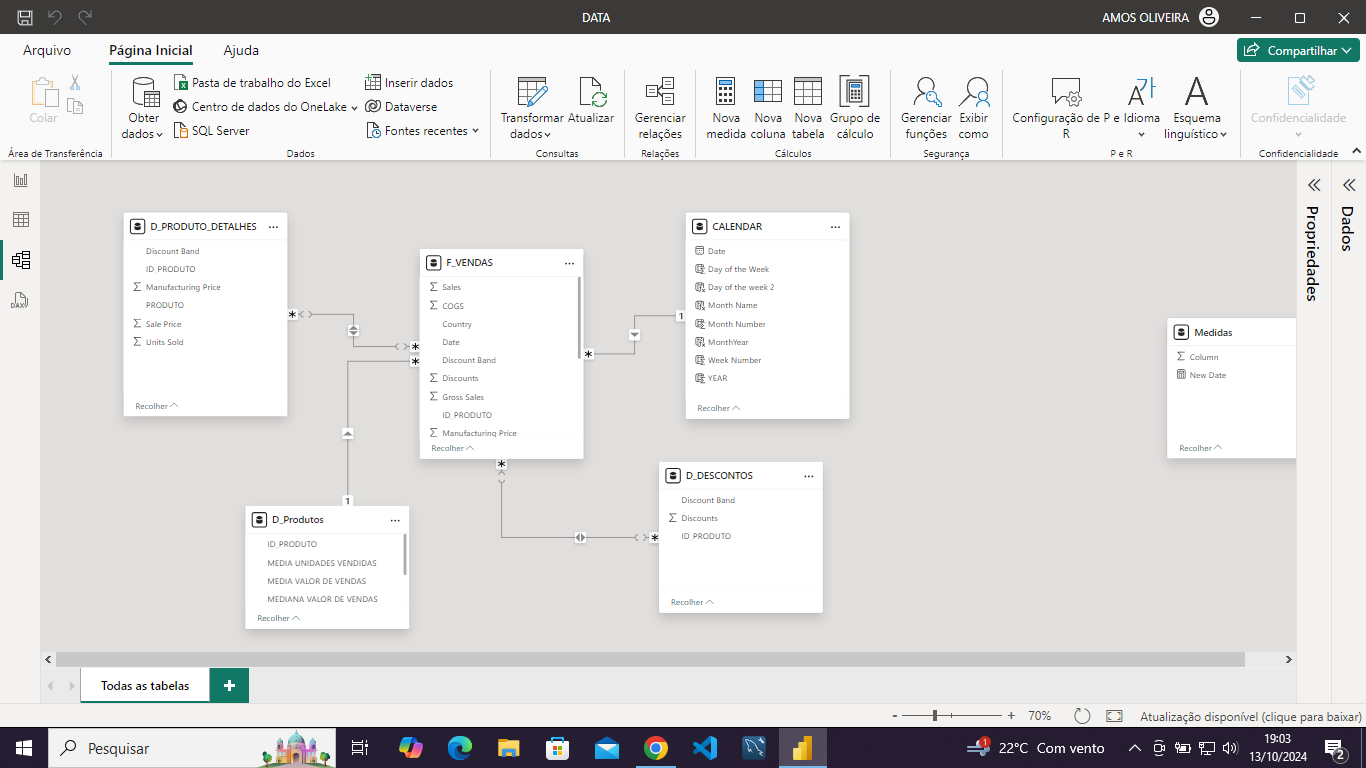 DATA
AMOS OLIVEIRA
Arquivo
Página Inicial
Ajuda
Compartilhar
Colar
Área de Transferência
Obter dados
Pasta de trabalho do Excel
Centro de dados do OneLake
SQL Server
Inserir dados
Dataverse
Fontes recentes
Dados
Transformar dados
Atualizar
Consultas
Gerenciar relações
Relações
Nova medida
Nova coluna
Nova tabela
Grupo de cálculo
Cálculos
Gerenciar funções
Exibir como
Segurança
Configuração de P e R
Idioma
Esquema linguístico
P e R
Confidencialidade
Confidencialidade
DAX
D_PRODUTO_DETALHES
Discount Band
ID_PRODUTO
Σ Manufacturing Price
PRODUTO
Σ Sale Price
Σ Units Sold
Recolher
F_VENDAS
Σ Sales
Σ COGS
Country
Date
Discount Band
Σ Discounts
Σ Gross Sales
ID_PRODUTO
Σ Manufacturing Price
Recolher
CALENDAR
Date
Day of the Week
Day of the week 2
Month Name
Month Number
MonthYear
Week Number
YEAR
Recolher
Medidas
Σ Column
New Date
Recolher
D_Produtos
ID_PRODUTO
MEDIA UNIDADES VENDIDAS
MEDIA VALOR DE VENDAS
MEDIANA VALOR DE VENDAS
Recolher
D_DESCONTOS
Discount Band
Σ Discounts
ID_PRODUTO
Recolher
*
*
*
1
*
1
*
*
Propriedades
Dados
Todas as tabelas
+
- + 70%
Atualização disponível (clique para baixar)
Pesquisar
1
22°C Com vento
19:03
13/10/2024
2